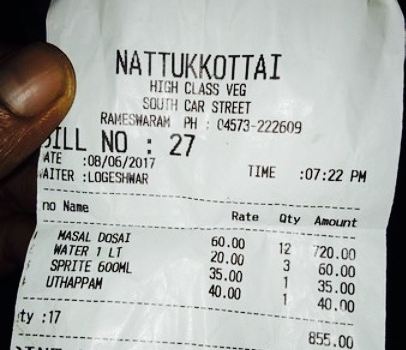 NATTUKKOTTAI
HIGH CLASS VEG
SOUTH CAR STREET
RAMESWARAM PH : 04573-222609
BILL NO : 27
ATE :08/06/2017 TIME :07:22 PM
AITER :LOGESHWAR
no Name Rate Qty Amount
MASAL DOSAI 60.00 12 720.00
WATER 1 LT 20.00 3 60.00
SPRITE 600ML 35.00 1 35.00
UTHAPPAM 40.00 1 40.00
ty :17 855.00